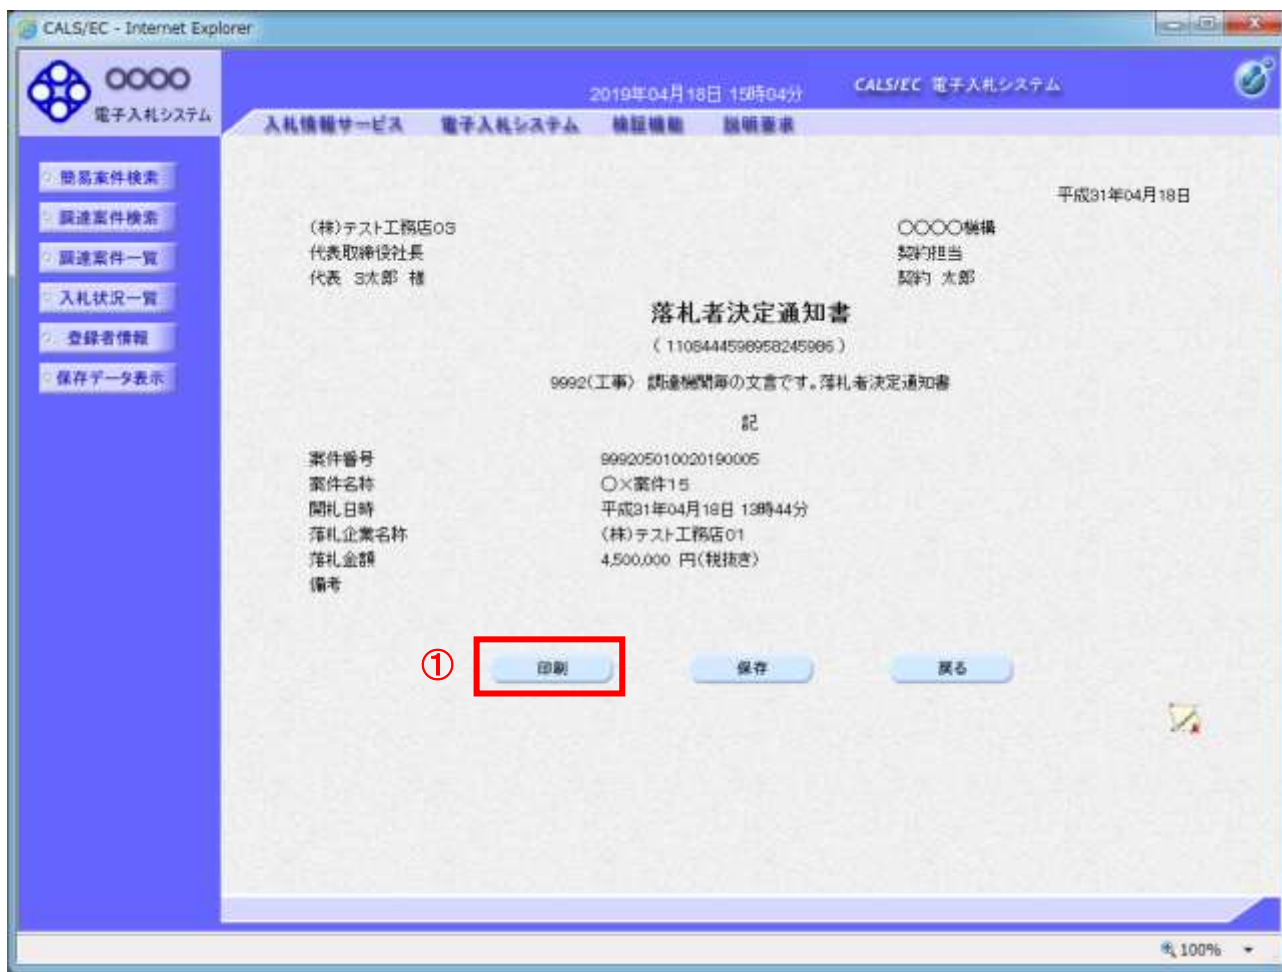 CALS/EC - Internet Explorer
〇〇〇〇
電子入札システム
2019年04月18日 15時04分
CALS/EC 電子入札システム
入札情報サービス 電子入札システム 検証機能 説明要求
簡易案件検索
調達案件検索
調達案件一覧
入札状況一覧
登録者情報
保存データ表示
平成31年04月18日
(株)テスト工務店03
代表取締役社長
代表 3太郎 様
〇〇〇〇機構
契約担当
契約 太郎
落札者決定通知書
( 1108444598958245986 )
9992(工事) 調達機関毎の文言です。落札者決定通知書
記
案件番号 999205010020190005
案件名称 〇×案件15
開札日時 平成31年04月18日 13時44分
落札企業名称 (株)テスト工務店01
落札金額 4,500,000 円(税抜き)
備考
① 印刷 保存 戻る
100%